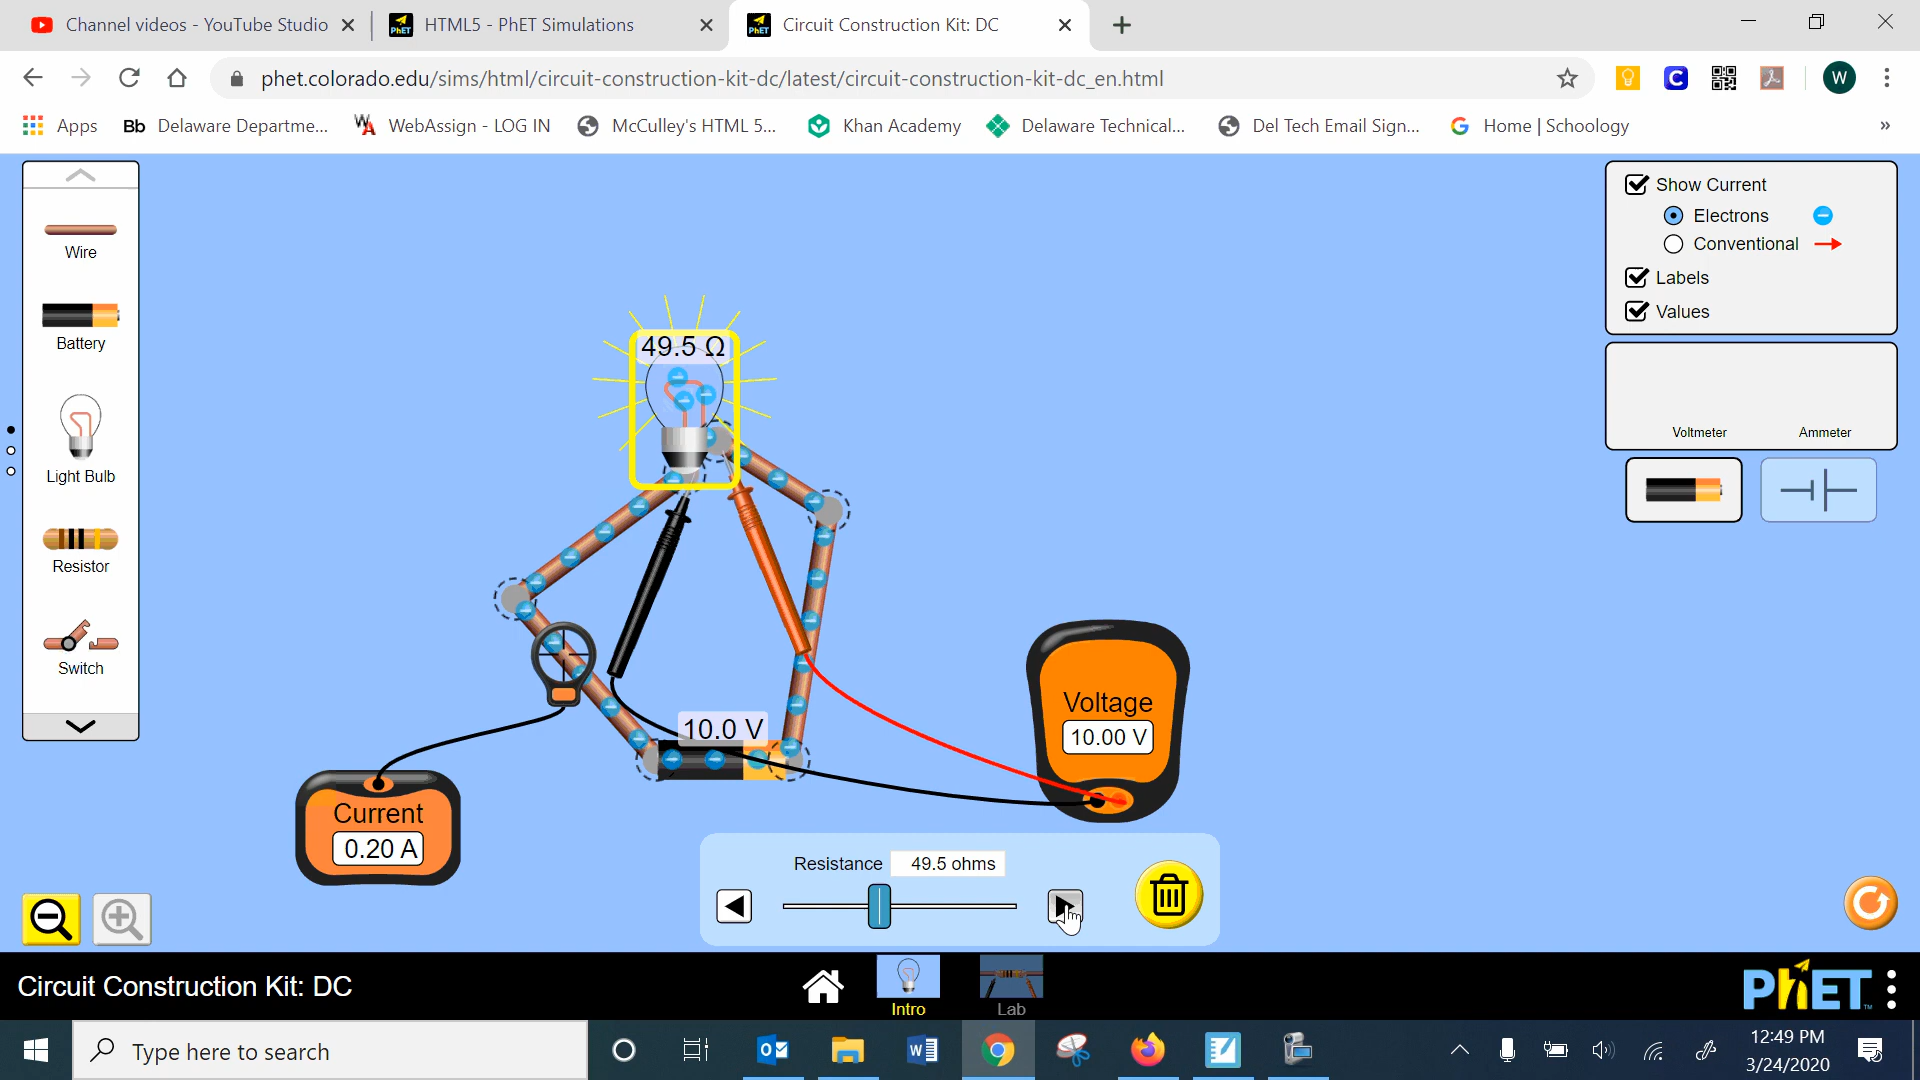 Channel videos - YouTube Studio
HTML5 - PhET Simulations
Circuit Construction Kit: DC
phet.colorado.edu/sims/html/circuit-construction-kit-dc/latest/circuit-construction-kit-dc_en.html
W
Apps
Bb Delaware Departme...
WebAssign - LOG IN
McCulley's HTML 5...
Khan Academy
Delaware Technical...
Del Tech Email Sign...
Home | Schoology
»
Wire
Battery
Light Bulb
Resistor
Switch
Show Current
Electrons
Conventional
Labels
Values
Voltmeter
Ammeter
49.5 Ω
10.0 V
Voltage
10.00 V
Current
0.20 A
Resistance 49.5 ohms
Circuit Construction Kit: DC
Intro
Lab
PhET
Type here to search
12:49 PM
3/24/2020